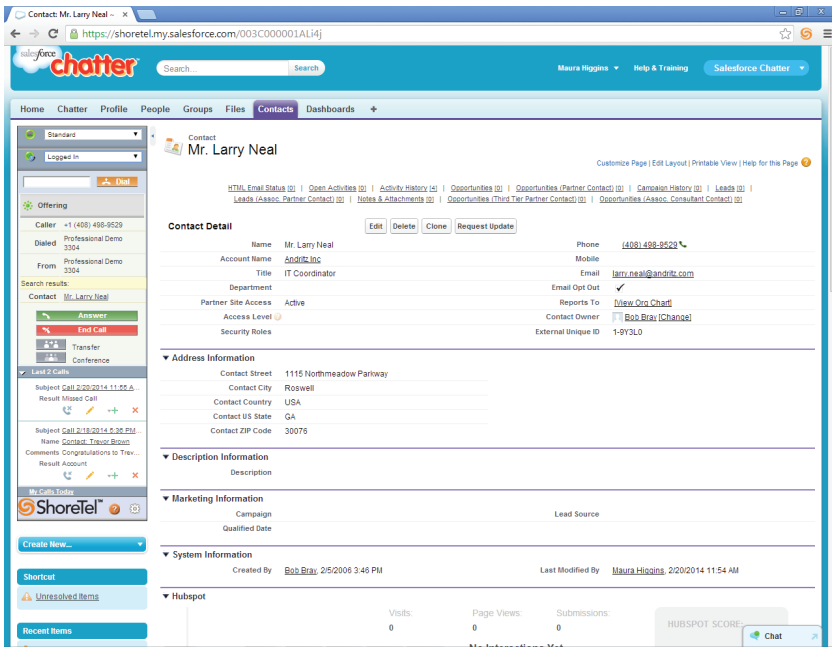 Contact: Mr. Larry Neal ~
https://shoretel.my.salesforce.com/003C000001ALi4j
salesforce
chatter
Search...
Search
Maura Higgins
Help & Training
Salesforce Chatter
Home Chatter Profile People Groups Files Contacts Dashboards +
Standard
Logged In
Dial
Offering
Caller +1 (408) 498-9529
Dialed Professional Demo
3304
From Professional Demo
3304
Search results:
Contact Mr. Larry Neal
Answer
End Call
Transfer
Conference
Last 2 Calls
Subject Call 2/20/2014 11:55 A...
Result Missed Call
Subject Call 2/18/2014 5:36 PM...
Name Contact: Trevor Brown
Comments Congratulations to Trev...
Result Account
My Calls Today
ShoreTel™
Create New...
Shortcut
Unresolved Items
Recent Items
Contact
Mr. Larry Neal
Customize Page | Edit Layout | Printable View | Help for this Page
HTML Email Status [0] | Open Activities [0] | Activity History [4] | Opportunities [0] | Opportunities (Partner Contact) [0] | Campaign History [0] | Leads [0] |
Leads (Assoc. Partner Contact) [0] | Notes & Attachments [0] | Opportunities (Third Tier Partner Contact) [0] | Opportunities (Assoc. Consultant Contact) [0]
Contact Detail
Edit Delete Clone Request Update
Name Mr. Larry Neal Phone (408) 498-9529
Account Name Andritz Inc Mobile
Title IT Coordinator Email larry.neal@andritz.com
Department Email Opt Out ✓
Partner Site Access Active Reports To [View Org Chart]
Access Level Contact Owner Bob Bray [Change]
Security Roles External Unique ID 1-9Y3L0
Address Information
Contact Street 1115 Northmeadow Parkway
Contact City Roswell
Contact Country USA
Contact US State GA
Contact ZIP Code 30076
Description Information
Description
Marketing Information
Campaign Lead Source
Qualified Date
System Information
Created By Bob Bray, 2/5/2006 3:46 PM Last Modified By Maura Higgins, 2/20/2014 11:54 AM
Hubspot
Visits: Page Views: Submissions:
0 0 0
HUBSPOT SCORE:
No Interactions Yet
Chat